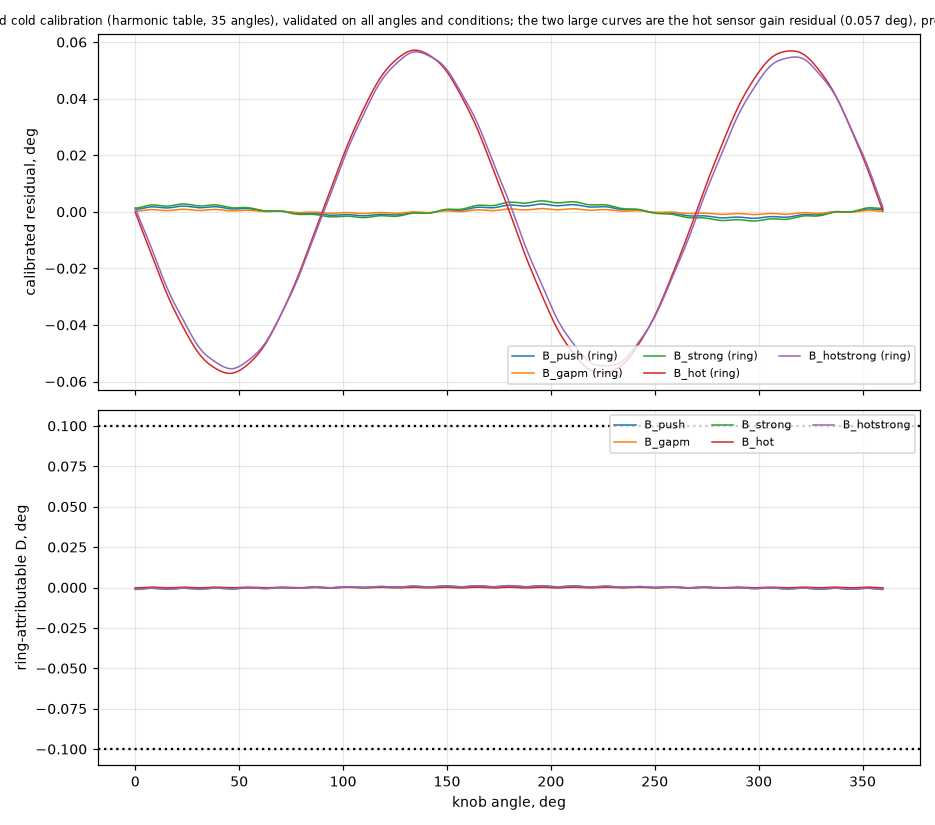 d cold calibration (harmonic table, 35 angles), validated on all angles and conditions; the two large curves are the hot sensor gain residual (0.057 deg), pr
0.06
0.04
0.02
0.00
−0.02
−0.04
−0.06
calibrated residual, deg
B_push (ring)
B_gapm (ring)
B_strong (ring)
B_hot (ring)
B_hotstrong (ring)
0.100
0.075
0.050
0.025
0.000
−0.025
−0.050
−0.075
−0.100
ring-attributable D, deg
B_push
B_gapm
B_strong
B_hot
B_hotstrong
0 50 100 150 200 250 300 350
knob angle, deg